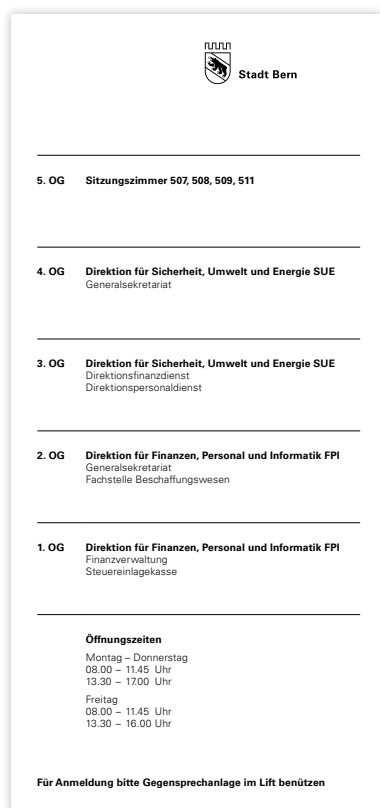 Stadt Bern
5. OG Sitzungszimmer 507, 508, 509, 511
4. OG Direktion für Sicherheit, Umwelt und Energie SUE
Generalsekretariat
3. OG Direktion für Sicherheit, Umwelt und Energie SUE
Direktionsfinanzdienst
Direktionspersonaldienst
2. OG Direktion für Finanzen, Personal und Informatik FPI
Generalsekretariat
Fachstelle Beschaffungswesen
1. OG Direktion für Finanzen, Personal und Informatik FPI
Finanzverwaltung
Steuereinlagekasse
Öffnungszeiten
Montag – Donnerstag
08.00 – 11.45 Uhr
13.30 – 17.00 Uhr
Freitag
08.00 – 11.45 Uhr
13.30 – 16.00 Uhr
Für Anmeldung bitte Gegensprechanlage im Lift benützen